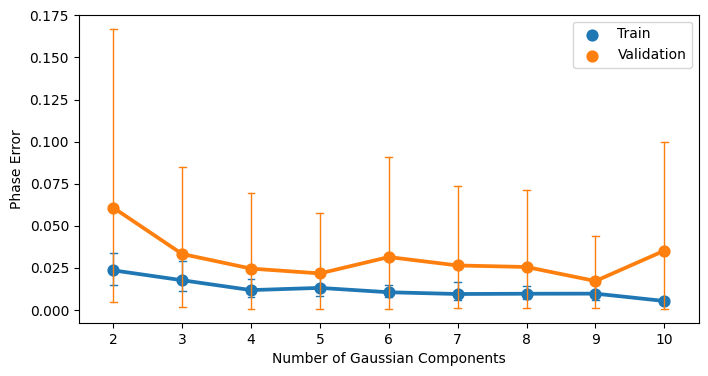 0.175
0.150
0.125
0.100
0.075
0.050
0.025
0.000
Phase Error
Train
Validation
2 3 4 5 6 7 8 9 10
Number of Gaussian Components